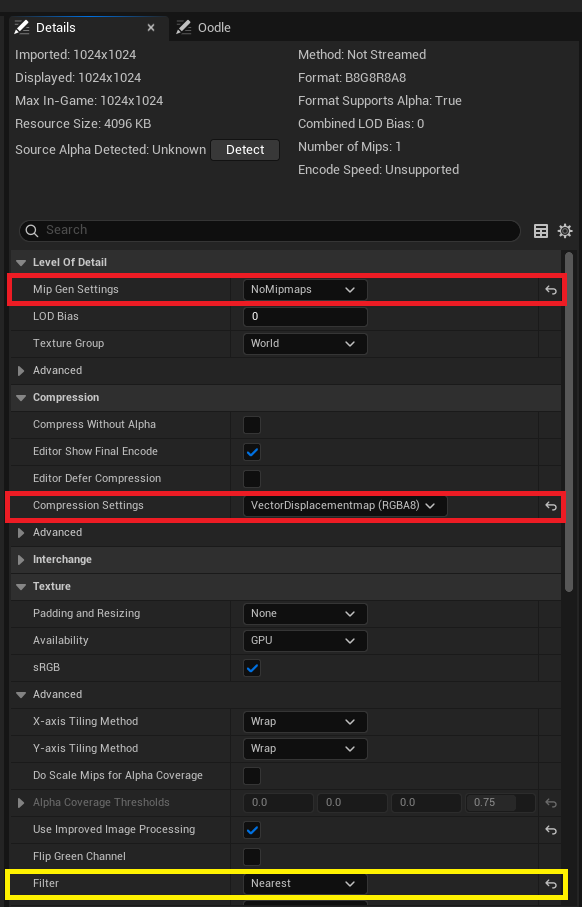 Details × Oodle
Imported: 1024x1024 Method: Not Streamed
Displayed: 1024x1024 Format: B8G8R8A8
Max In-Game: 1024x1024 Format Supports Alpha: True
Resource Size: 4096 KB Combined LOD Bias: 0
Source Alpha Detected: Unknown Detect Number of Mips: 1
Encode Speed: Unsupported
Search
Level Of Detail
Mip Gen Settings NoMipmaps
LOD Bias 0
Texture Group World
Advanced
Compression
Compress Without Alpha
Editor Show Final Encode
Editor Defer Compression
Compression Settings VectorDisplacementmap (RGBA8)
Advanced
Interchange
Texture
Padding and Resizing None
Availability GPU
sRGB
Advanced
X-axis Tiling Method Wrap
Y-axis Tiling Method Wrap
Do Scale Mips for Alpha Coverage
Alpha Coverage Thresholds 0.0 0.0 0.0 0.75
Use Improved Image Processing
Flip Green Channel
Filter Nearest